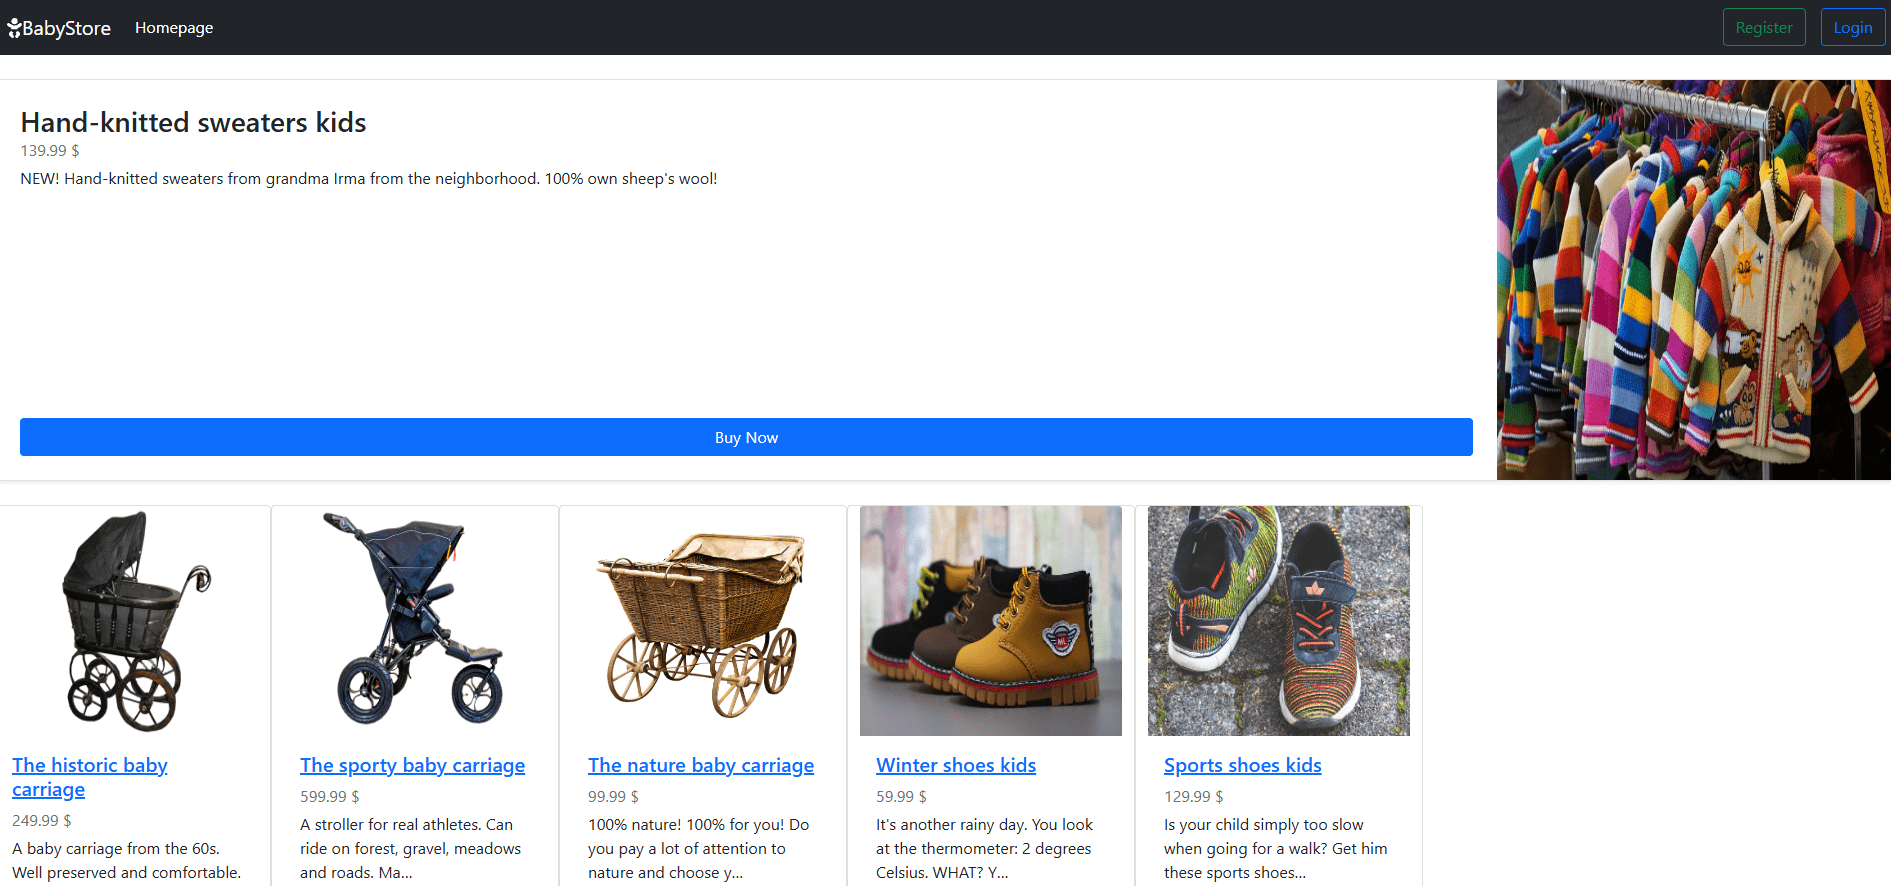 BabyStore
Homepage
Register
Login
Hand-knitted sweaters kids
139.99 $
NEW! Hand-knitted sweaters from grandma Irma from the neighborhood. 100% own sheep's wool!
Buy Now
The historic baby
carriage
249.99 $
A baby carriage from the 60s.
Well preserved and comfortable.
The sporty baby carriage
599.99 $
A stroller for real athletes. Can
ride on forest, gravel, meadows
and roads. Ma...
The nature baby carriage
99.99 $
100% nature! 100% for you! Do
you pay a lot of attention to
nature and choose y...
Winter shoes kids
59.99 $
It's another rainy day. You look
at the thermometer: 2 degrees
Celsius. WHAT? Y...
Sports shoes kids
129.99 $
Is your child simply too slow
when going for a walk? Get him
these sports shoes...